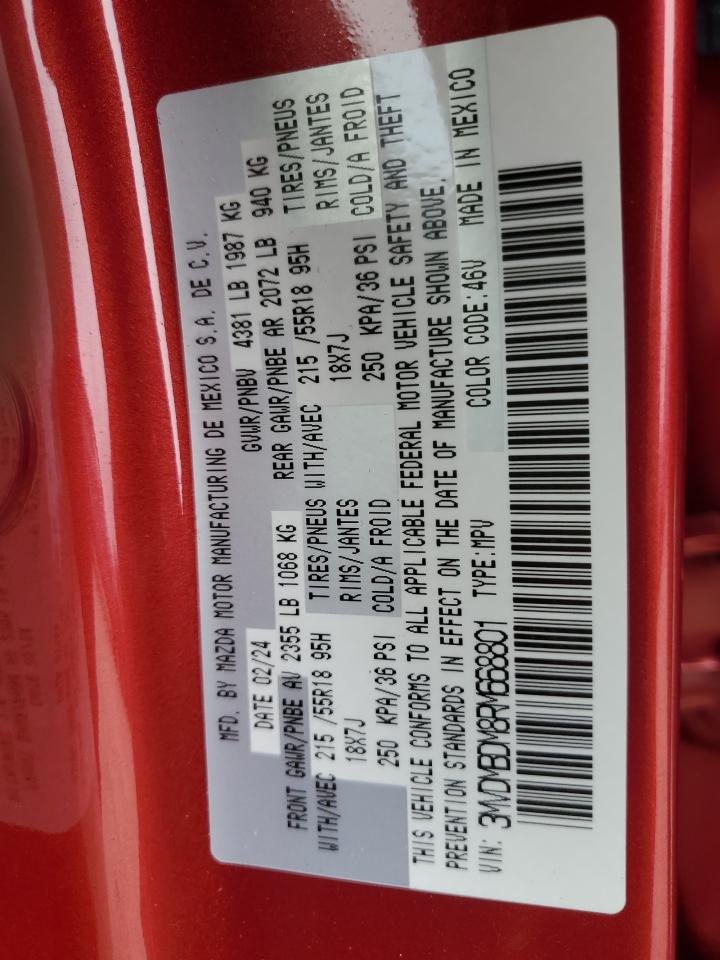 MFD. BY MAZDA MOTOR MANUFACTURING DE MEXICO S.A. DE C.V.
DATE 02/24 GVWR/PNBV 4381 LB 1987 KG
FRONT GAWR/PNBE AV 2355 LB 1068 KG REAR GAWR/PNBE AR 2072 LB 940 KG
WITH/AVEC 215 /55R18 95H TIRES/PNEUS WITH/AVEC 215 /55R18 95H TIRES/PNEUS
18X7J RIMS/JANTES 18X7J RIMS/JANTES
250 KPA/36 PSI COLD/A FROID 250 KPA/36 PSI COLD/A FROID
THIS VEHICLE CONFORMS TO ALL APPLICABLE FEDERAL MOTOR VEHICLE SAFETY AND THEFT
PREVENTION STANDARDS IN EFFECT ON THE DATE OF MANUFACTURE SHOWN ABOVE.
VIN: 3MVDMBDM8RM668801 TYPE:MPV COLOR CODE:46V MADE IN MEXICO